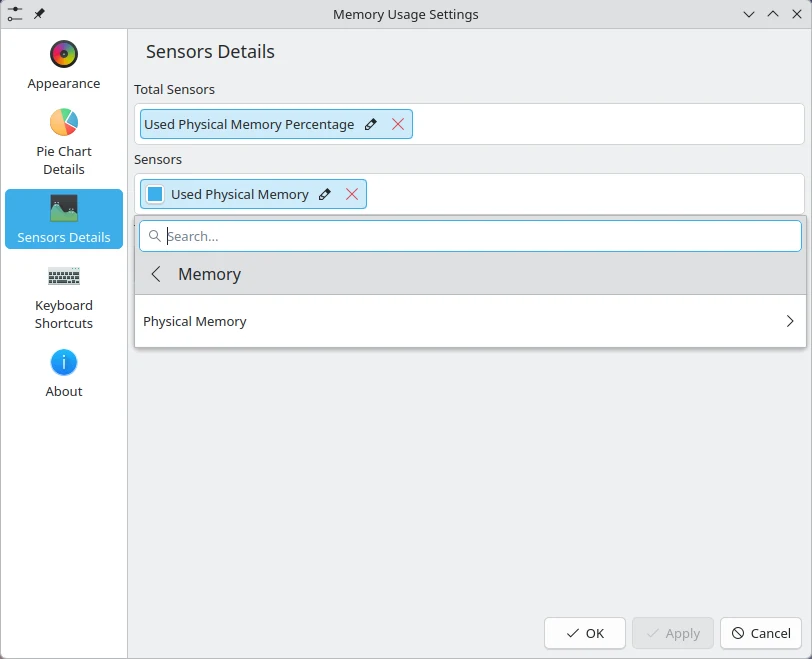 Memory Usage Settings
Appearance
Pie Chart
Details
Sensors Details
Keyboard
Shortcuts
About
Sensors Details
Total Sensors
Used Physical Memory Percentage
Sensors
Used Physical Memory
Search...
Memory
Physical Memory
OK
Apply
Cancel